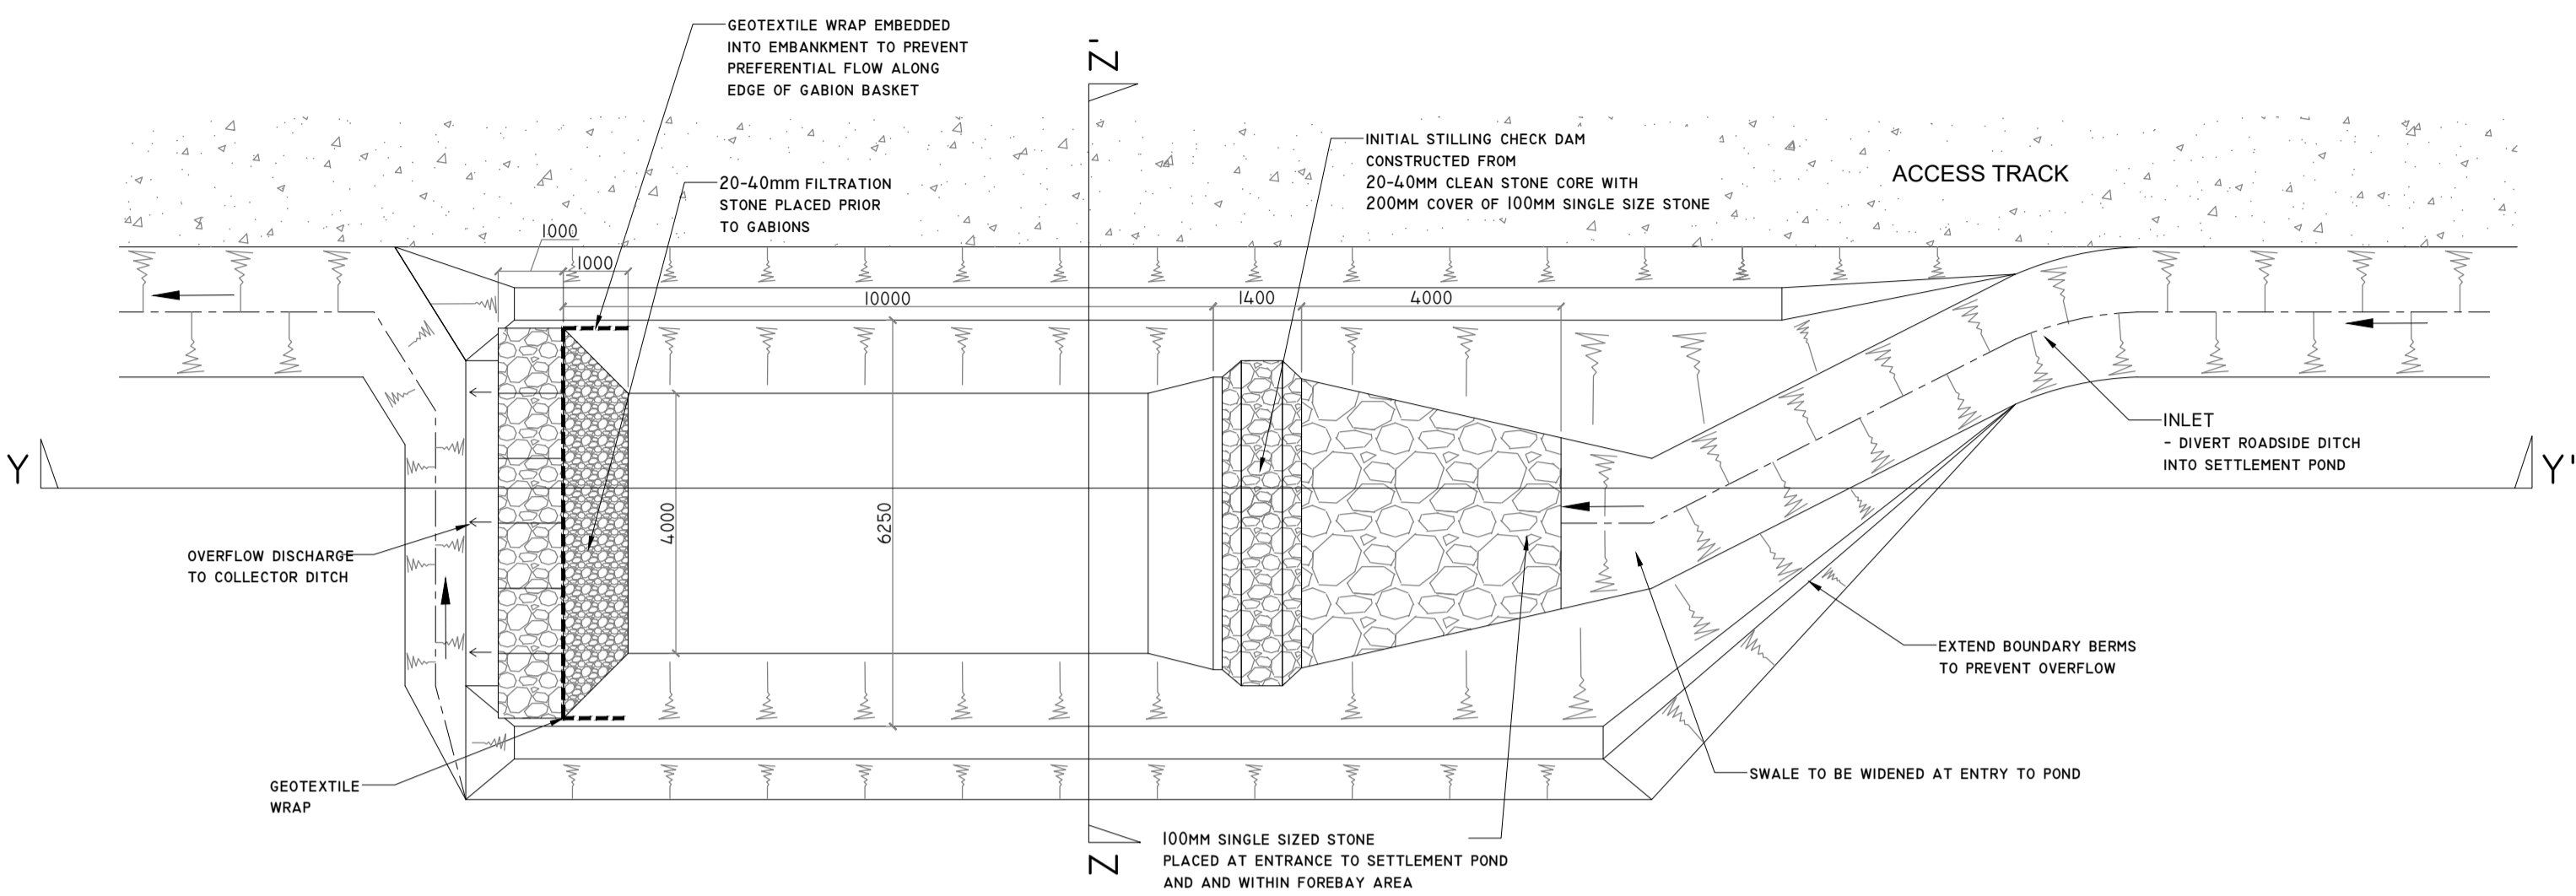 GEOTEXTILE WRAP EMBEDDED
INTO EMBANKMENT TO PREVENT
PREFERENTIAL FLOW ALONG
EDGE OF GABION BASKET
Z'
INITIAL STILLING CHECK DAM
CONSTRUCTED FROM
20-40MM CLEAN STONE CORE WITH
200MM COVER OF 100MM SINGLE SIZE STONE
ACCESS TRACK
20-40mm FILTRATION
STONE PLACED PRIOR
TO GABIONS
1000
1000
10000
1400
4000
INLET
- DIVERT ROADSIDE DITCH
INTO SETTLEMENT POND
Y
Y'
4000
6250
OVERFLOW DISCHARGE
TO COLLECTOR DITCH
EXTEND BOUNDARY BERMS
TO PREVENT OVERFLOW
SWALE TO BE WIDENED AT ENTRY TO POND
GEOTEXTILE
WRAP
Z
100MM SINGLE SIZED STONE
PLACED AT ENTRANCE TO SETTLEMENT POND
AND AND WITHIN FOREBAY AREA